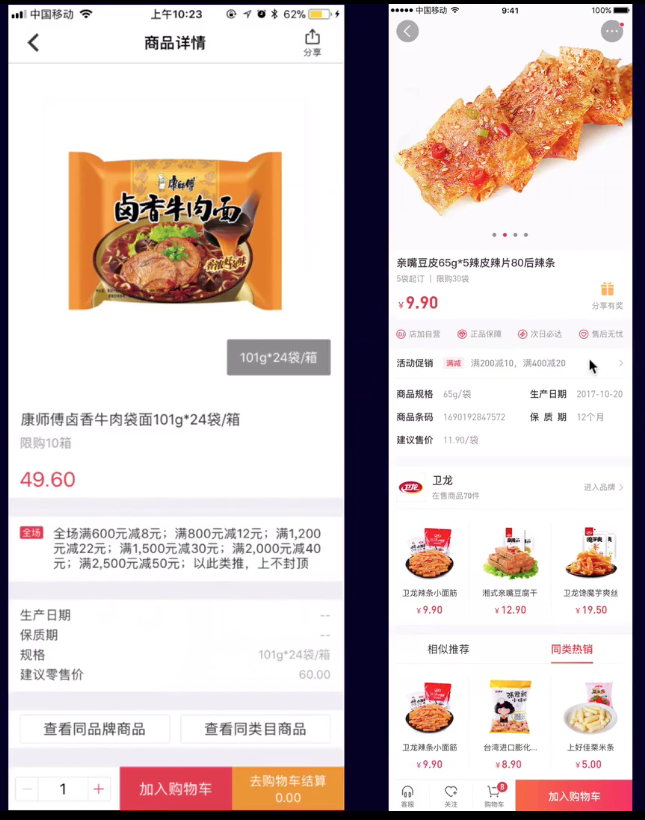 中国移动
上午10:23
62%
商品详情
分享
康师傅
卤香牛肉面
香浓好卤味
101g*24袋/箱
康师傅卤香牛肉袋面101g*24袋/箱
限购10箱
49.60
全场
全场满600元减8元；满800元减12元；满1,200
元减22元；满1,500元减30元；满2,000元减40
元；满2,500元减50元；以此类推，上不封顶
生产日期
--
保质期
--
规格
101g*24袋/箱
建议零售价
60.00
查看同品牌商品
查看同类目商品
1
加入购物车
去购物车结算
0.00
中国移动
9:41
100%
亲嘴豆皮65g*5辣皮辣片80后辣条
5袋起订 | 限购30袋
¥9.90
分享有奖
店加自营
正品保障
次日必达
售后无忧
活动促销
满减
满200减10，满400减20
商品规格
65g/袋
生产日期
2017-10-20
商品条码
1690192847572
保 质 期
12个月
建议售价
11.90/袋
卫龙
卫龙
在售商品70件
进入品牌
卫龙辣条小面筋
¥9.90
湘式亲嘴豆腐干
¥12.90
卫龙馋魔芋爽丝
¥19.50
相似推荐
同类热销
卫龙辣条小面筋
¥9.90
台湾进口膨化...
¥8.90
上好佳栗米条
¥5.00
客服
关注
8
购物车
加入购物车